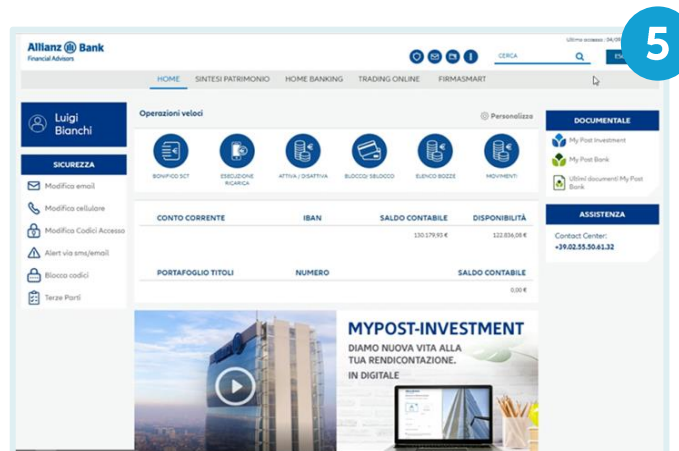 5
Ultimo accesso : 04/0
Allianz Bank
Financial Advisors
CERCA
HOME SINTESI PATRIMONIO HOME BANKING TRADING ONLINE FIRMASMART
Luigi
Bianchi
SICUREZZA
Modifica email
Modifica cellulare
Modifica Codici Accesso
Alert via sms/email
Blocca codici
Terze Parti
Operazioni veloci
Personalizza
BONIFICO SCT ESECUZIONE RICARICA ATTIVA / DISATTIVA BLOCCO/ SBLOCCO ELENCO BOZZE MOVIMENTI
CONTO CORRENTE IBAN SALDO CONTABILE DISPONIBILITÀ
130.179,93 € 122.836,08 €
PORTAFOGLIO TITOLI NUMERO SALDO CONTABILE
0,00 €
MYPOST-INVESTMENT
DIAMO NUOVA VITA ALLA
TUA RENDICONTAZIONE.
IN DIGITALE
DOCUMENTALE
My Post Investment
My Post Bank
Ultimi documenti My Post
Bank
ASSISTENZA
Contact Center:
+39.02.55.50.61.32